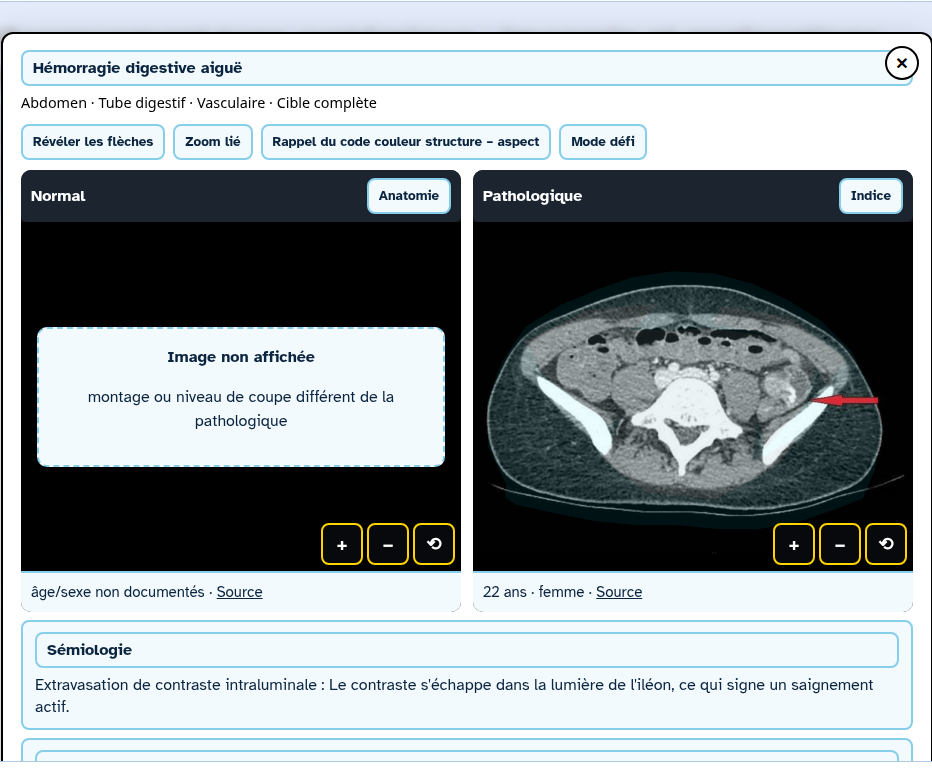 Hémorragie digestive aiguë
×
Abdomen · Tube digestif · Vasculaire · Cible complète
Révéler les flèches
Zoom lié
Rappel du code couleur structure – aspect
Mode défi
Normal
Anatomie
Image non affichée
montage ou niveau de coupe différent de la
pathologique
+
−
⟲
âge/sexe non documentés · Source
Pathologique
Indice
+
−
⟲
22 ans · femme · Source
Sémiologie
Extravasation de contraste intraluminale : Le contraste s'échappe dans la lumière de l'iléon, ce qui signe un saignement
actif.